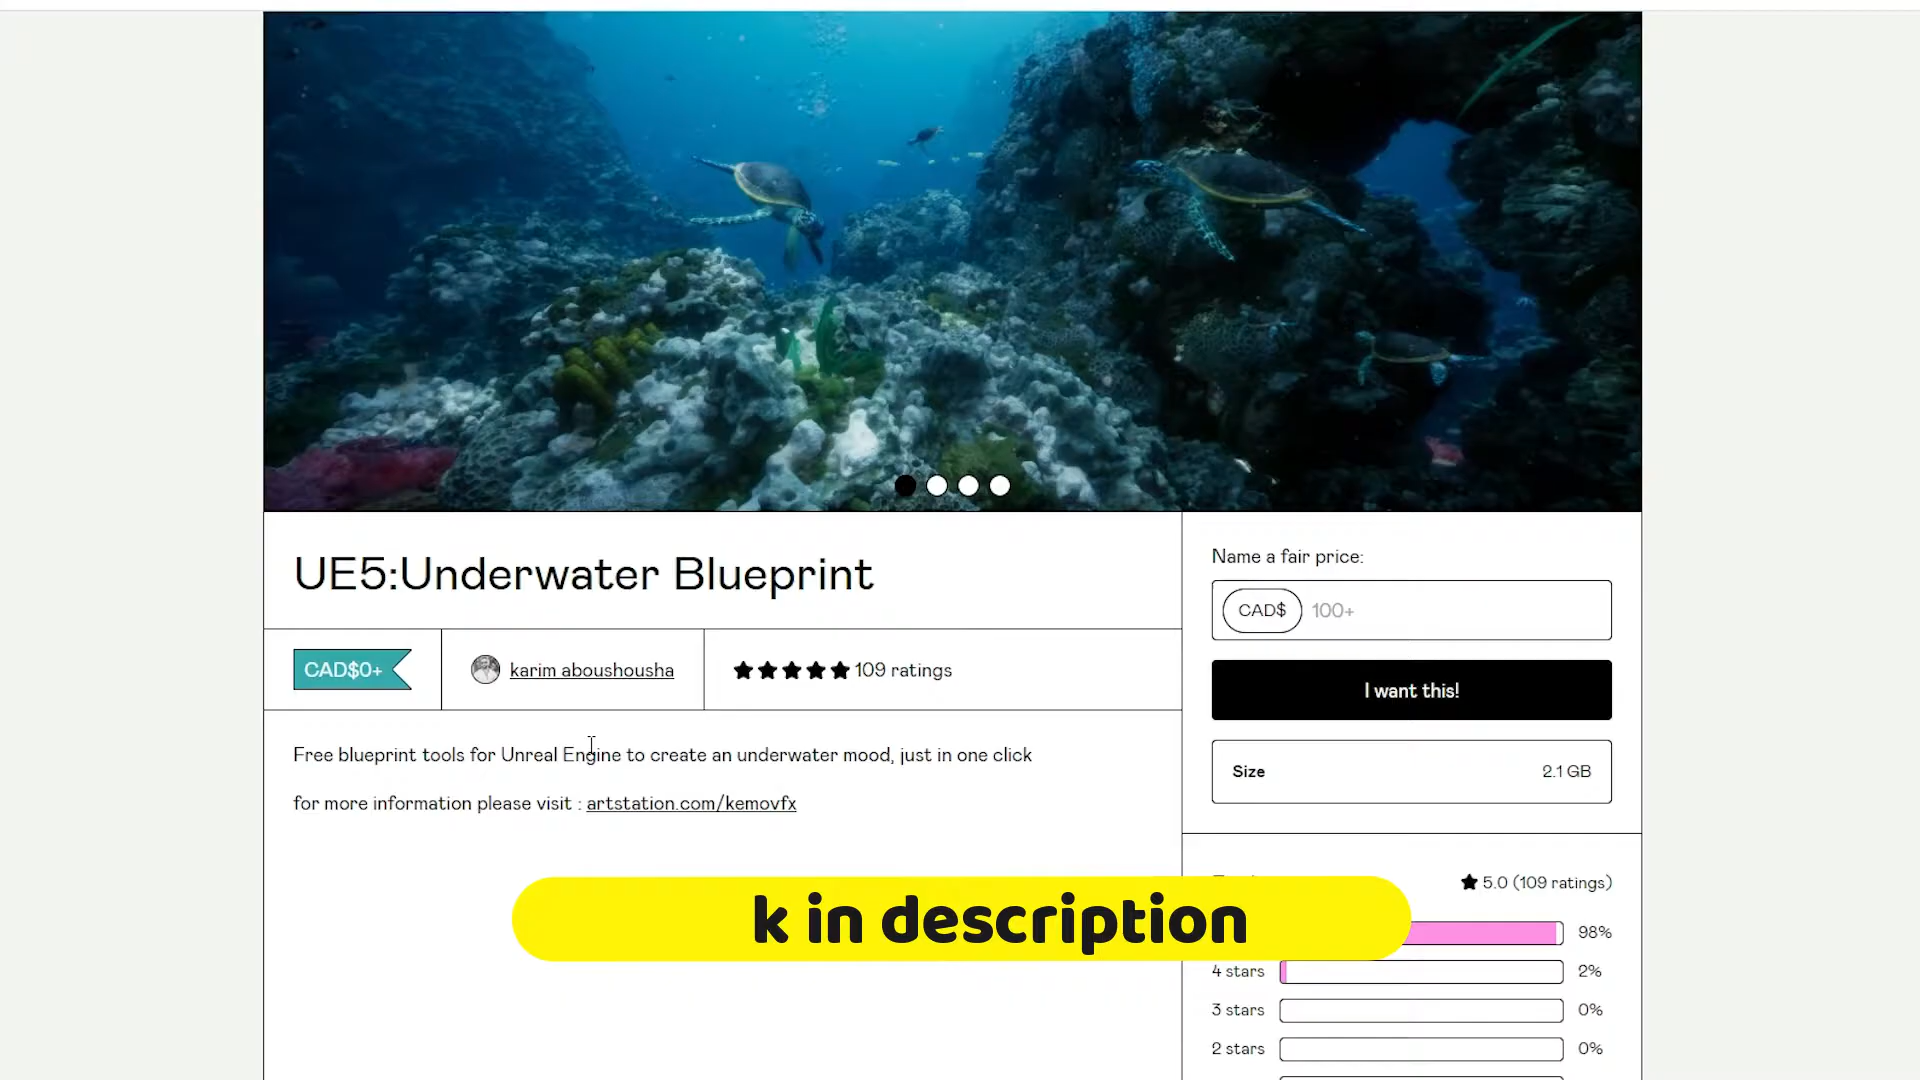 UE5:Underwater Blueprint
CAD$0+
karim aboushousha
109 ratings
Free blueprint tools for Unreal Engine to create an underwater mood, just in one click
for more information please visit : artstation.com/kemovfx
Name a fair price:
CAD$ 100+
I want this!
Size 2.1 GB
5.0 (109 ratings)
98%
4 stars 2%
3 stars 0%
2 stars 0%
k in description